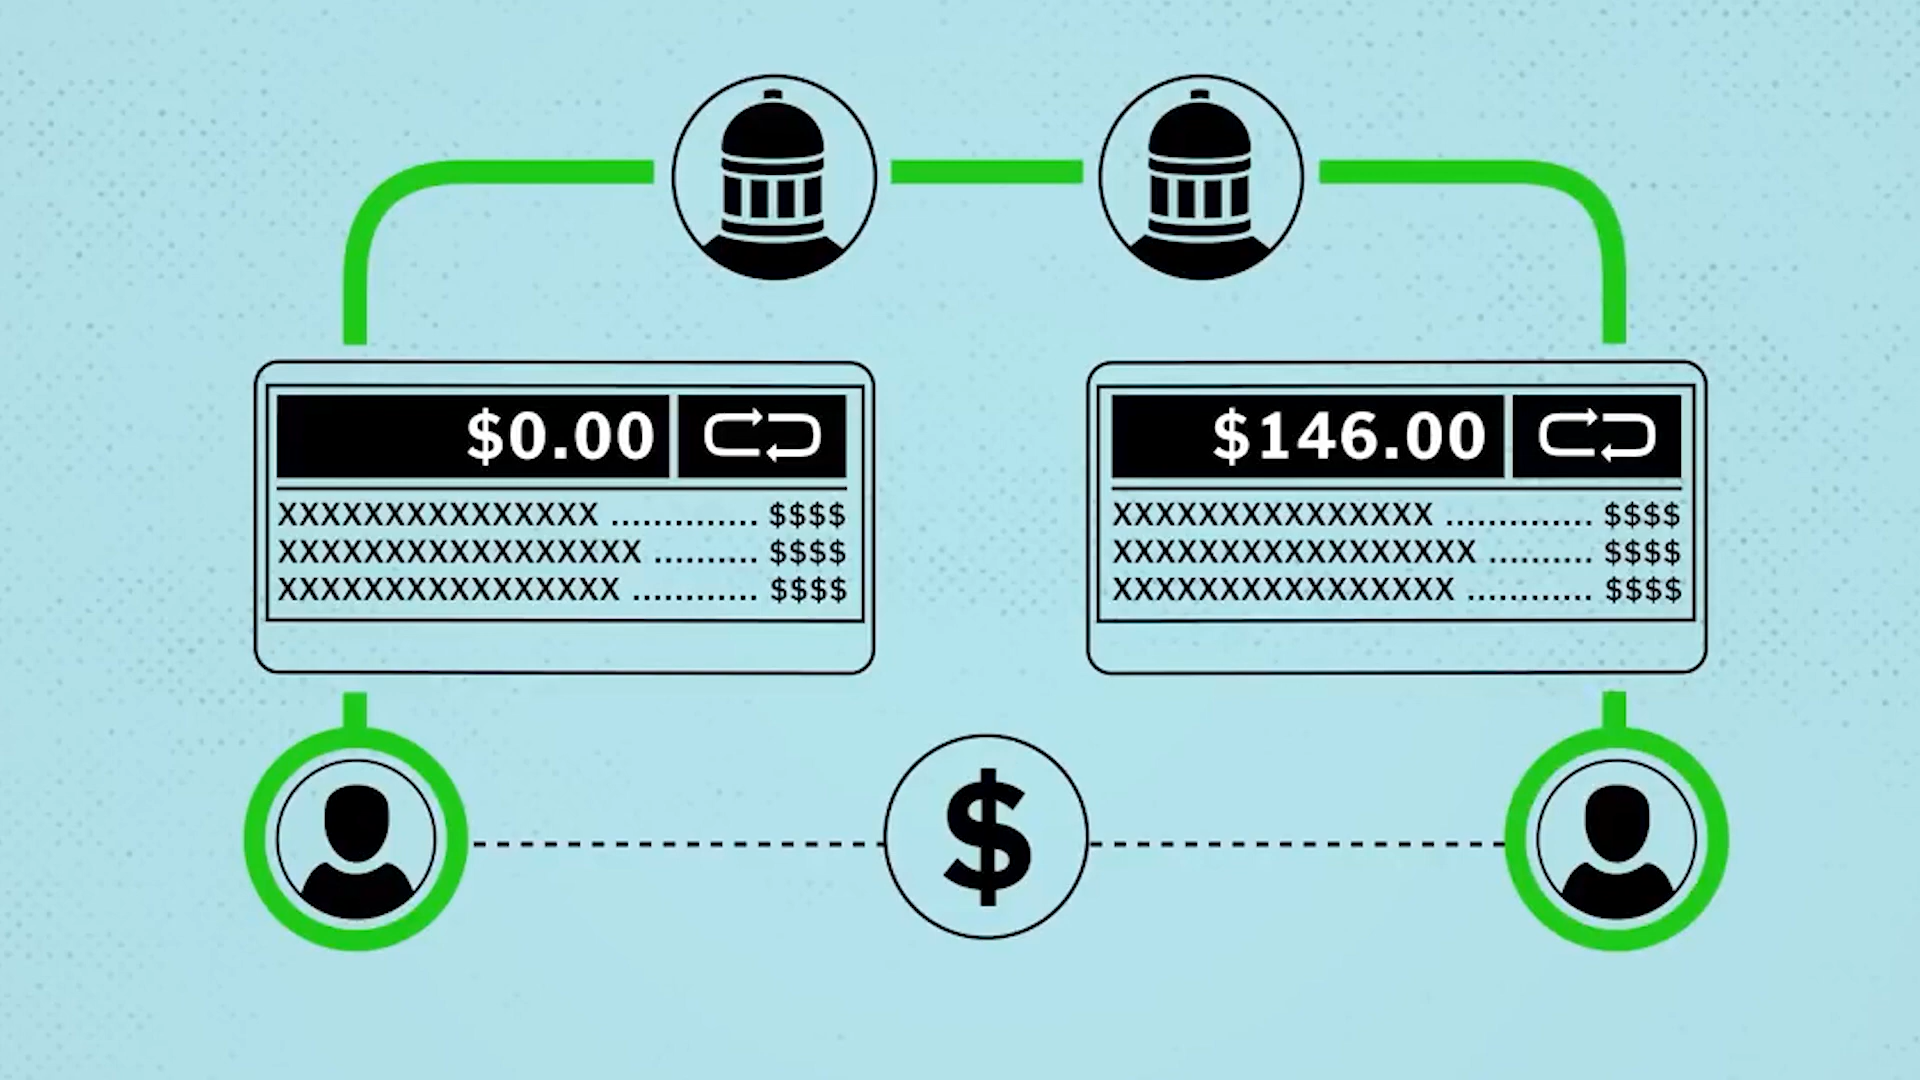 $0.00
XXXXXXXXXXXXXXX .............. $$$$
XXXXXXXXXXXXXXXXX .......... $$$$
XXXXXXXXXXXXXXXX ............ $$$$
$146.00
XXXXXXXXXXXXXXX .............. $$$$
XXXXXXXXXXXXXXXXX .......... $$$$
XXXXXXXXXXXXXXXX ............ $$$$
$